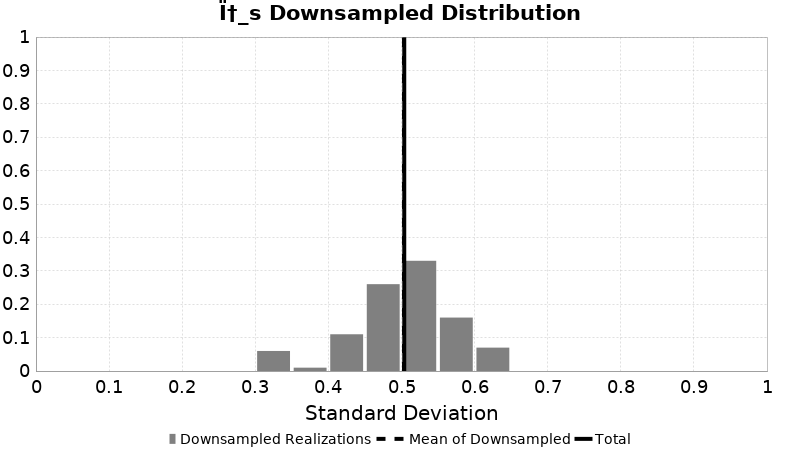 Ï†_s Downsampled Distribution
1
0.9
0.8
0.7
0.6
0.5
0.4
0.3
0.2
0.1
0
0 0.1 0.2 0.3 0.4 0.5 0.6 0.7 0.8 0.9 1
Standard Deviation
Downsampled Realizations Mean of Downsampled Total